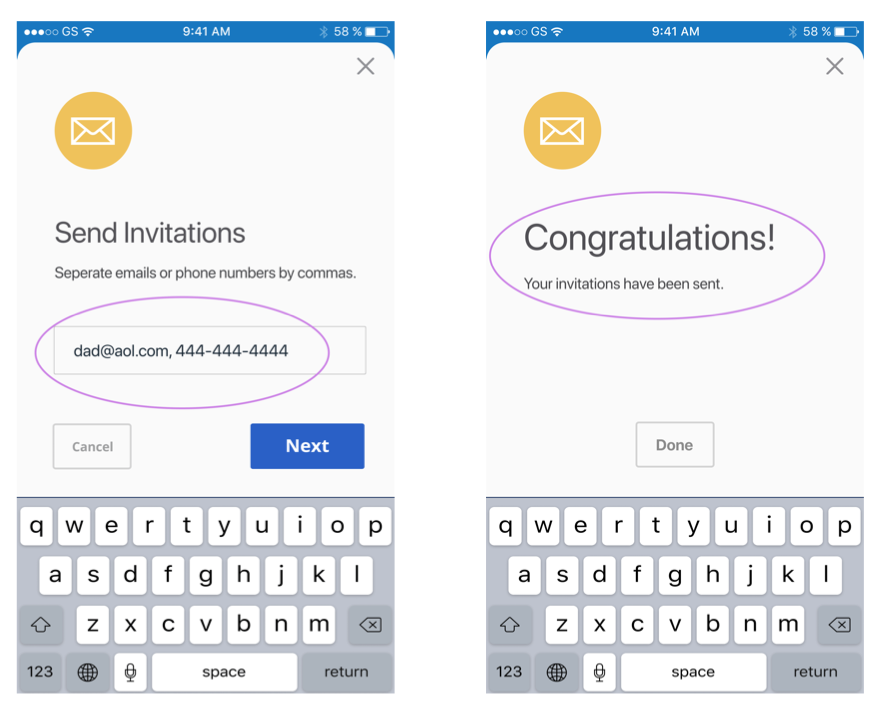 GS 9:41 AM 58 %
Send Invitations
Seperate emails or phone numbers by commas.
dad@aol.com, 444-444-4444
Cancel Next
q w e r t y u i o p
a s d f g h j k l
z x c v b n m
123 space return
GS 9:41 AM 58 %
Congratulations!
Your invitations have been sent.
Done
q w e r t y u i o p
a s d f g h j k l
z x c v b n m
123 space return